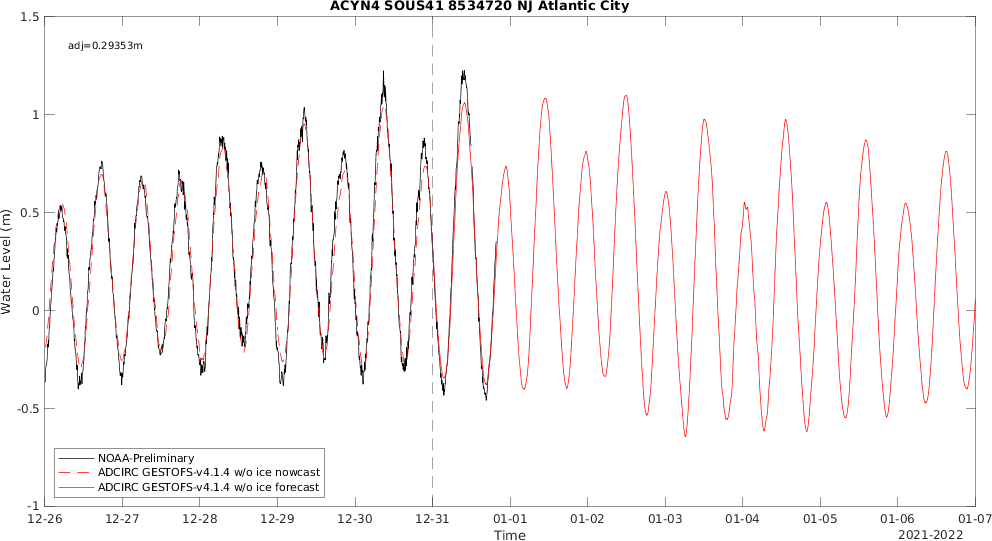 ACYN4 SOUS41 8534720 NJ Atlantic City
adj=0.29353m
Water Level (m)
1.5
1
0.5
0
-0.5
-1
NOAA-Preliminary
ADCIRC GESTOFS-v4.1.4 w/o ice nowcast
ADCIRC GESTOFS-v4.1.4 w/o ice forecast
12-26 12-27 12-28 12-29 12-30 12-31 01-01 01-02 01-03 01-04 01-05 01-06 01-07
Time
2021-2022